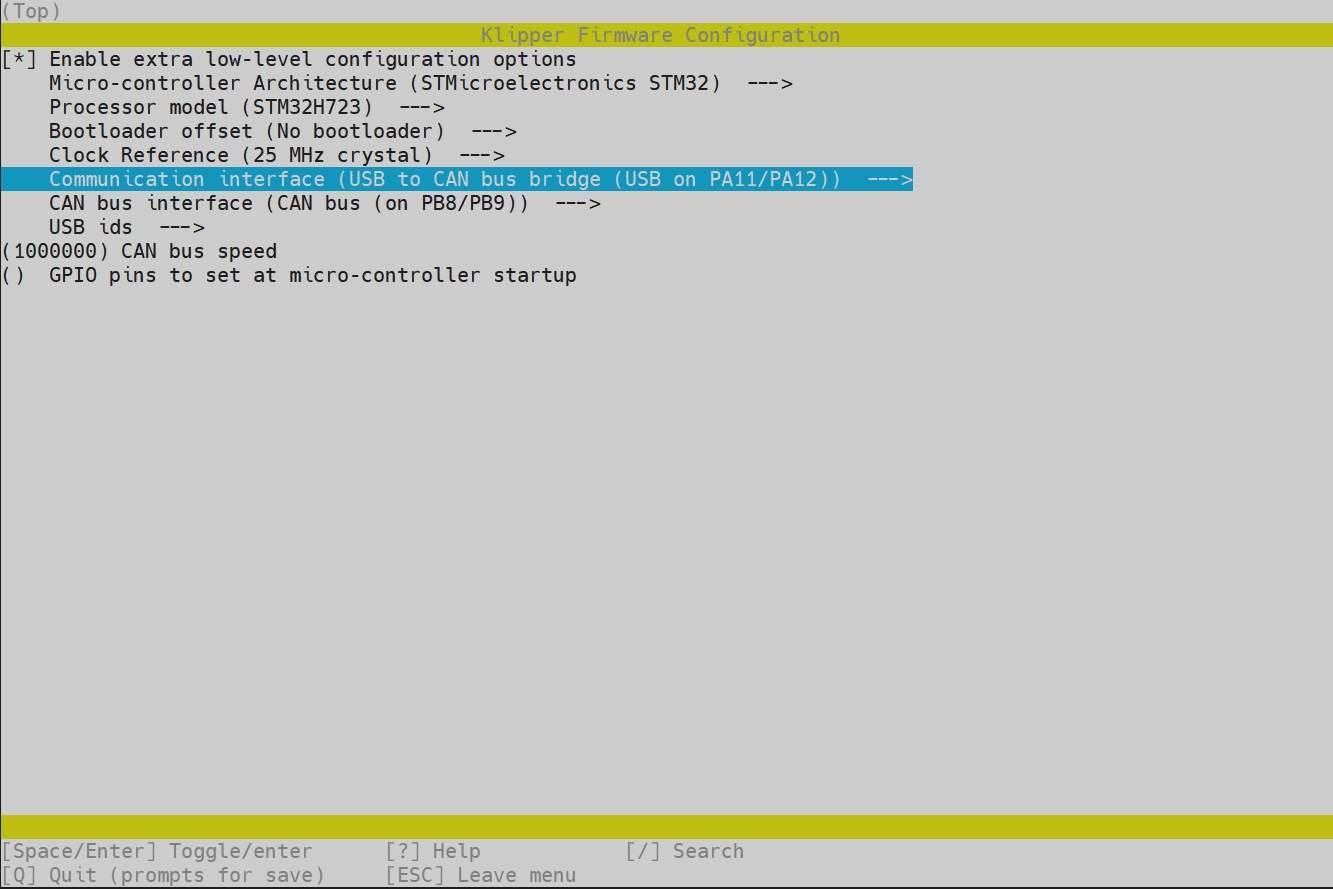 (Top)
Klipper Firmware Configuration
[*] Enable extra low-level configuration options
Micro-controller Architecture (STMicroelectronics STM32)  --->
Processor model (STM32H723)  --->
Bootloader offset (No bootloader)  --->
Clock Reference (25 MHz crystal)  --->
Communication interface (USB to CAN bus bridge (USB on PA11/PA12))  --->
CAN bus interface (CAN bus (on PB8/PB9))  --->
USB ids  --->
(1000000) CAN bus speed
()  GPIO pins to set at micro-controller startup
[Space/Enter] Toggle/enter      [?] Help            [/] Search
[Q] Quit (prompts for save)     [ESC] Leave menu